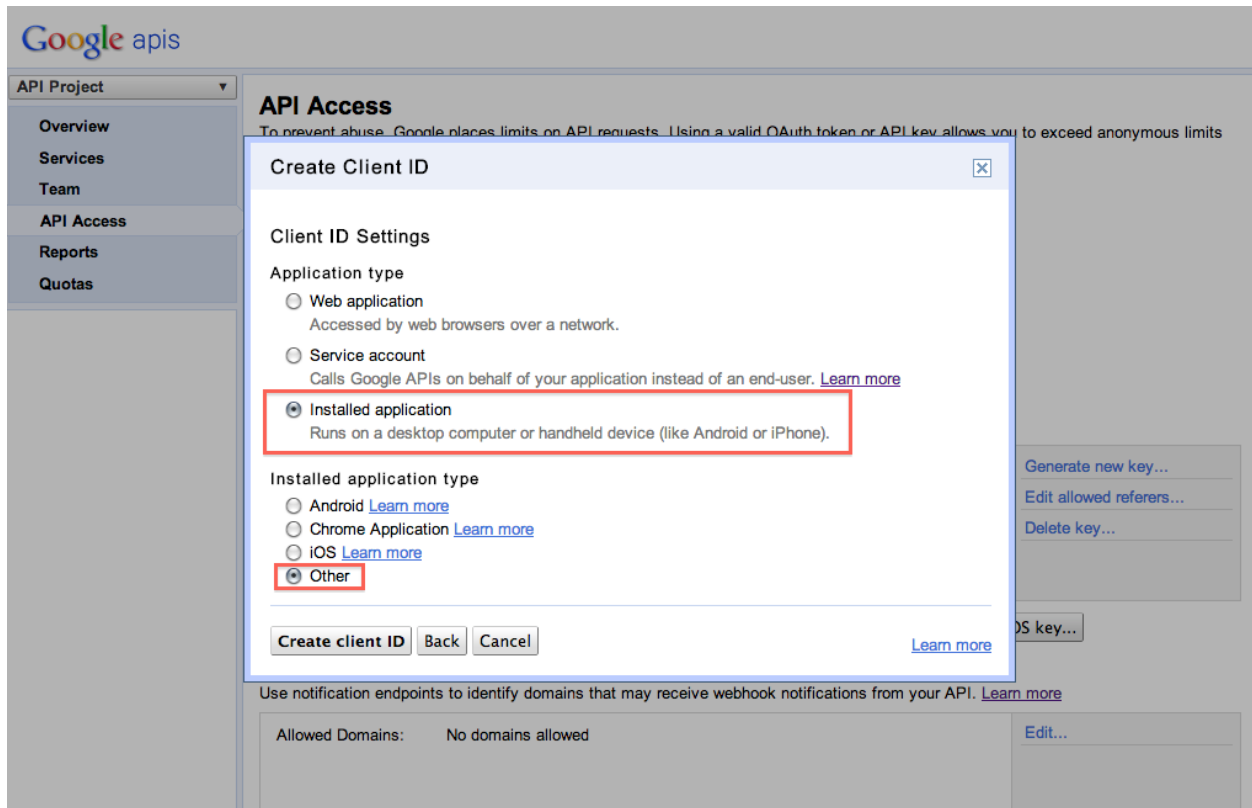 Google apis
API Project
Overview
Services
Team
API Access
Reports
Quotas
API Access
To prevent abuse, Google places limits on API requests. Using a valid OAuth token or API key allows you to exceed anonymous limits
Create Client ID
Client ID Settings
Application type
Web application
Accessed by web browsers over a network.
Service account
Calls Google APIs on behalf of your application instead of an end-user. Learn more
Installed application
Runs on a desktop computer or handheld device (like Android or iPhone).
Installed application type
Android Learn more
Chrome Application Learn more
iOS Learn more
Other
Create client ID Back Cancel
Learn more
Generate new key...
Edit allowed referers...
Delete key...
OS key...
Use notification endpoints to identify domains that may receive webhook notifications from your API. Learn more
Allowed Domains: No domains allowed
Edit...